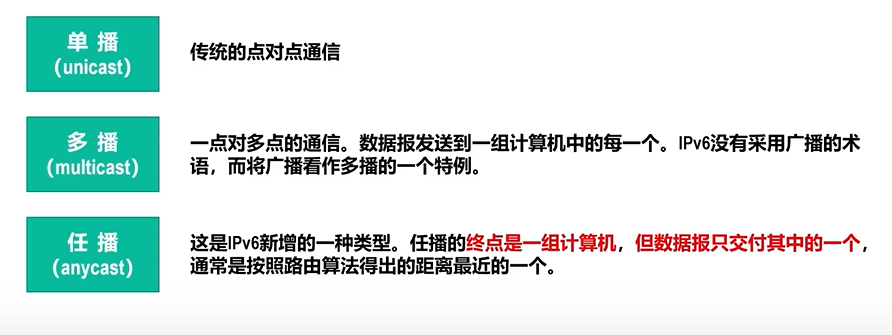 单 播
(unicast)
传统的点对点通信
多 播
(multicast)
一点对多点的通信。数据报发送到一组计算机中的每一个。IPv6没有采用广播的术
语，而将广播看作多播的一个特例。
任 播
(anycast)
这是IPv6新增的一种类型。任播的终点是一组计算机，但数据报只交付其中的一个，
通常是按照路由算法得出的距离最近的一个。